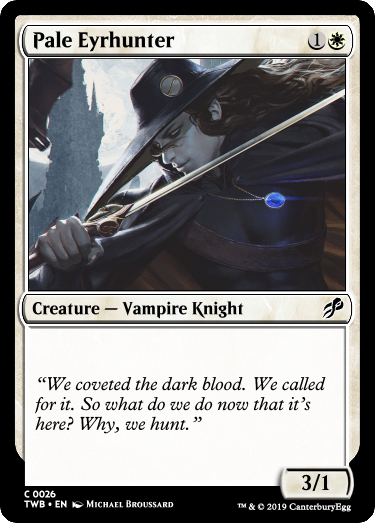 Pale Eyrhunter 1
Creature — Vampire Knight
“We coveted the dark blood. We called
for it. So what do we do now that it’s
here? Why, we hunt.”
3/1
C 0026
TWB • EN Michael Broussard
™ & © 2019 CanterburyEgg